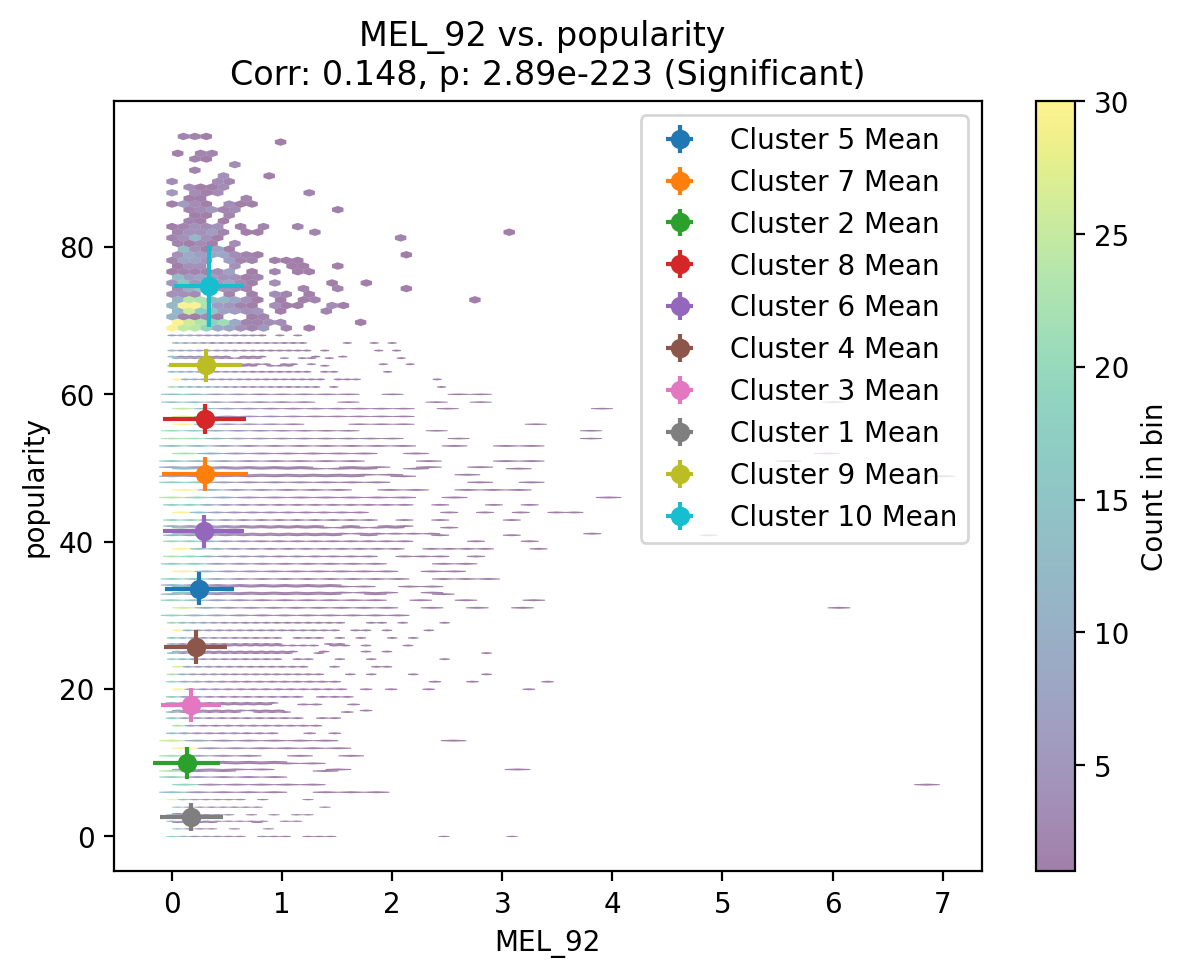 MEL_92 vs. popularity
Corr: 0.148, p: 2.89e-223 (Significant)
popularity
80
60
40
20
0
0 1 2 3 4 5 6 7
MEL_92
Cluster 5 Mean
Cluster 7 Mean
Cluster 2 Mean
Cluster 8 Mean
Cluster 6 Mean
Cluster 4 Mean
Cluster 3 Mean
Cluster 1 Mean
Cluster 9 Mean
Cluster 10 Mean
30
25
20
15
10
5
Count in bin